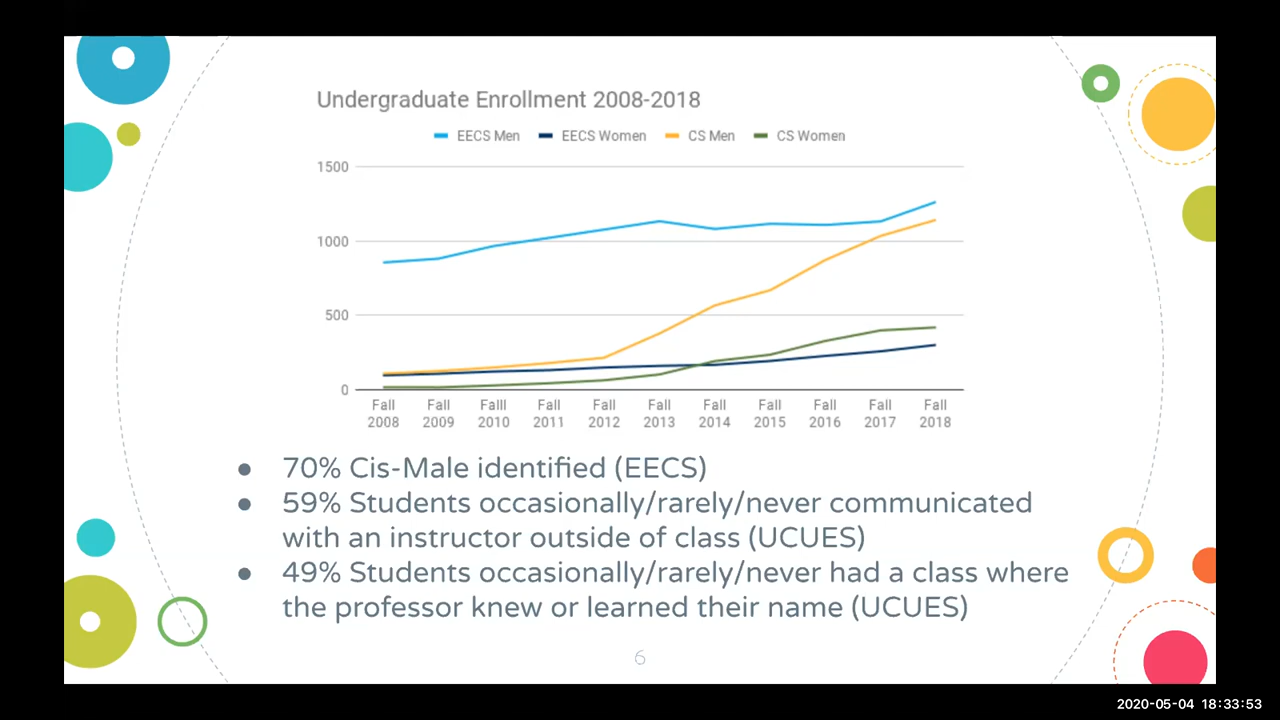 Undergraduate Enrollment 2008-2018
EECS Men EECS Women CS Men CS Women
1500
1000
500
0
Fall Fall Falll Fall Fall Fall Fall Fall Fall Fall Fall
2008 2009 2010 2011 2012 2013 2014 2015 2016 2017 2018
● 70% Cis-Male identified (EECS)
● 59% Students occasionally/rarely/never communicated
with an instructor outside of class (UCUES)
● 49% Students occasionally/rarely/never had a class where
the professor knew or learned their name (UCUES)
6
2020-05-04 18:33:53